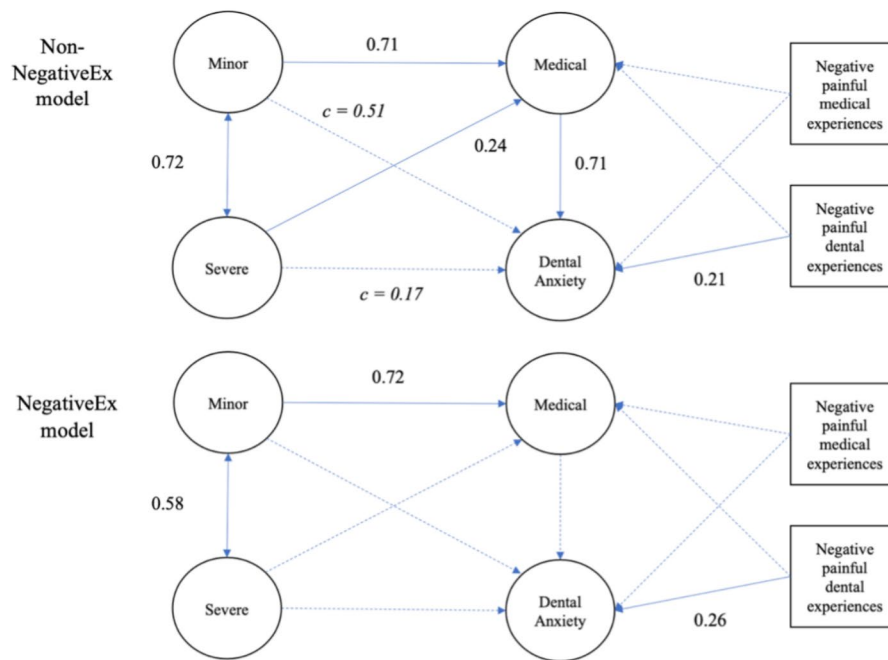 Non-
NegativeEx
model
Minor
0.71
Medical
Negative
painful
medical
experiences
c = 0.51
0.72
0.24
0.71
Negative
painful
dental
experiences
Severe
Dental
Anxiety
c = 0.17
0.21
NegativeEx
model
Minor
0.72
Medical
Negative
painful
medical
experiences
0.58
Negative
painful
dental
experiences
Severe
Dental
Anxiety
0.26